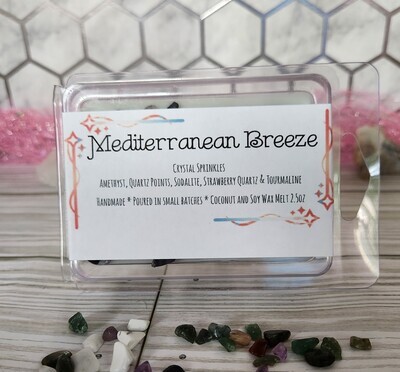 Mediterranean Breeze
Crystal Sprinkles
Amethyst, Quartz Points, Sodalite, Strawberry Quartz & Tourmaline
Handmade * Poured in small batches * Coconut and Soy Wax Melt 2.5oz